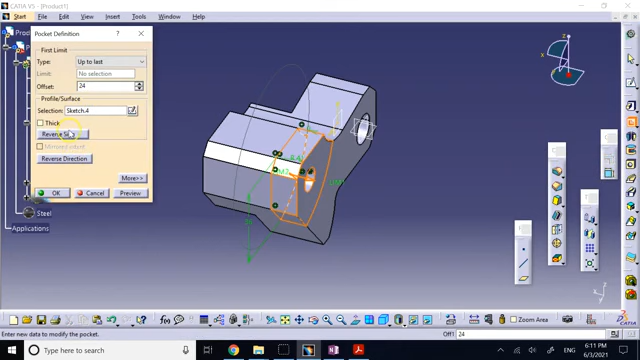 CATIA V5 - [Product1]
Start File Edit View Insert Tools Window Help
Pocket Definition
First Limit
Type: Up to last
Limit: No selection
Offset: 24
Profile/Surface
Selection: Sketch.4
Thick
Reverse Side
Mirrored extent
Reverse Direction
More>>
OK Cancel Preview
Steel
Applications
x
z
Zoom Area
Enter new data to modify the pocket. Off1 24
Type here to search
6:11 PM
6/3/2021